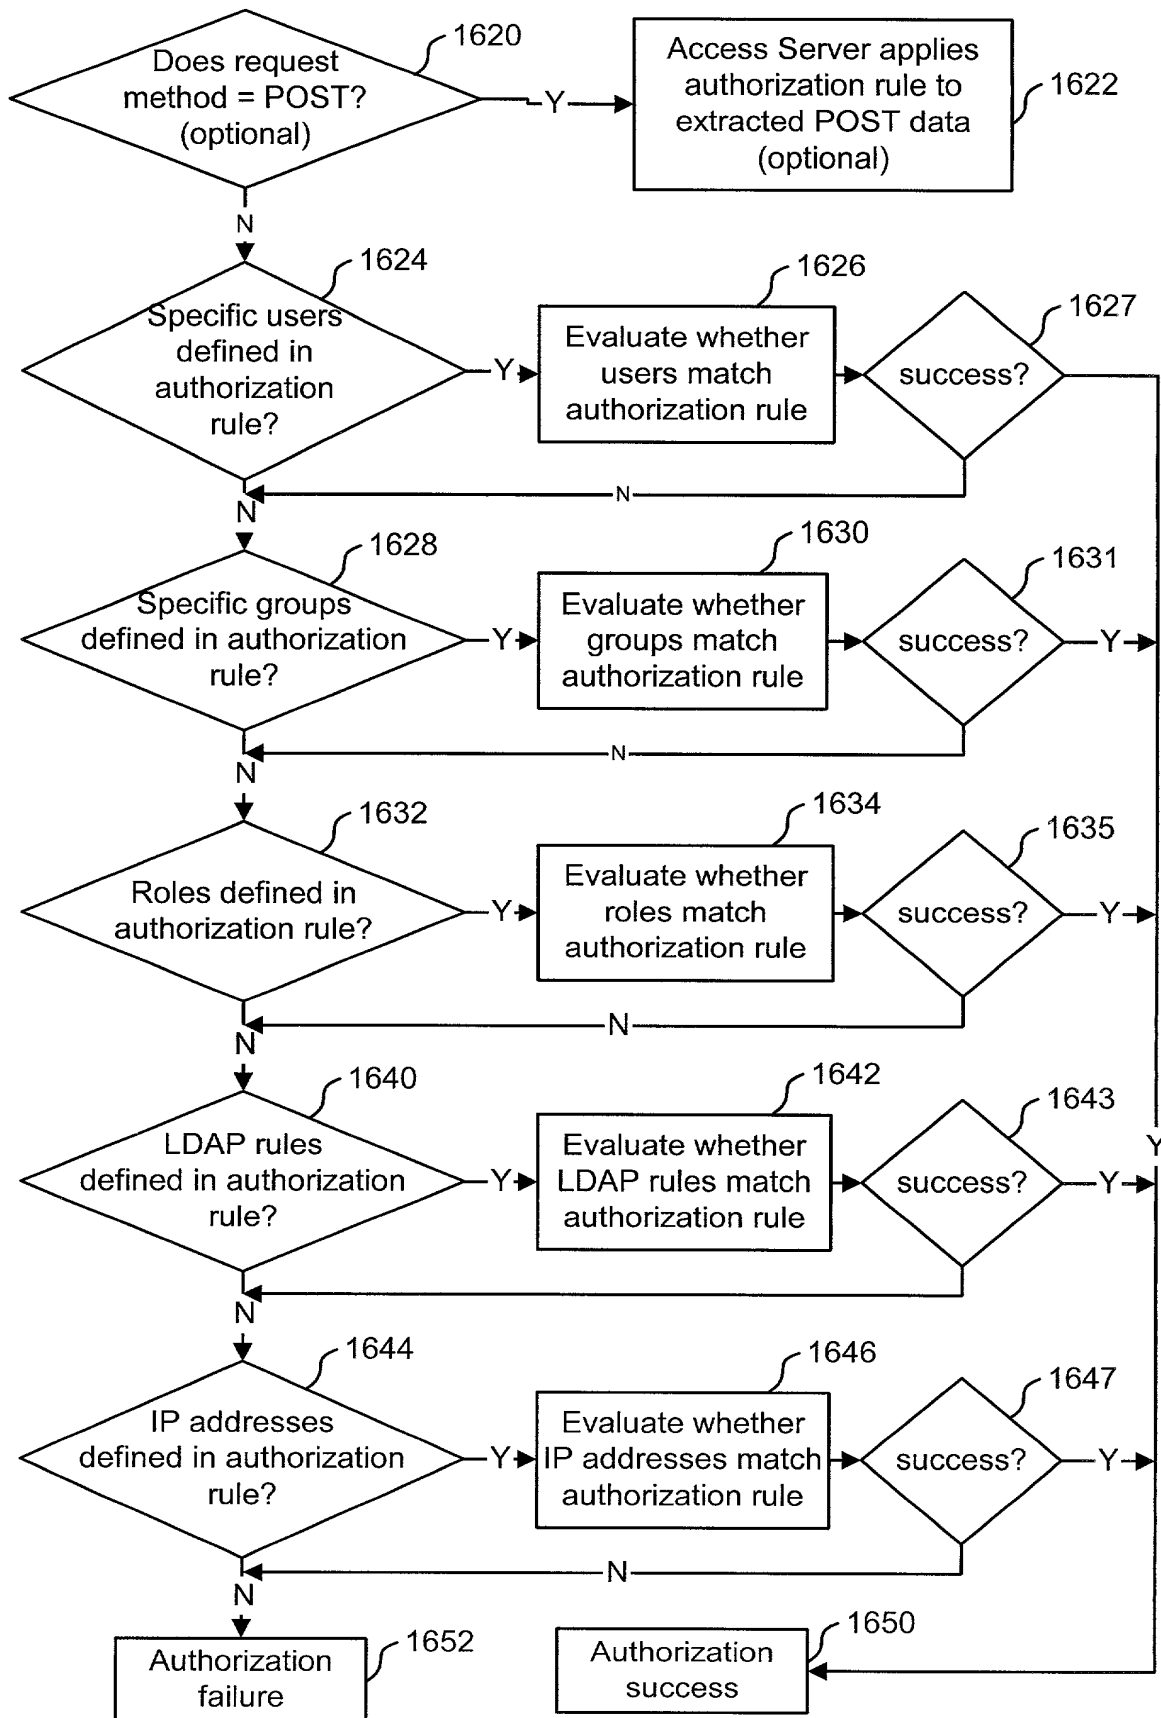 1620
Does request
method = POST?
(optional)
Y
Access Server applies
authorization rule to
extracted POST data
(optional)
1622
N
1624
Specific users
defined in
authorization
rule?
Y
1626
Evaluate whether
users match
authorization rule
1627
success?
N
N
1628
Specific groups
defined in authorization
rule?
Y
1630
Evaluate whether
groups match
authorization rule
1631
success?
Y
N
N
1632
Roles defined in
authorization rule?
Y
1634
Evaluate whether
roles match
authorization rule
1635
success?
Y
N
N
1640
LDAP rules
defined in authorization
rule?
Y
1642
Evaluate whether
LDAP rules match
authorization rule
1643
success?
Y
Y
N
1644
IP addresses
defined in authorization
rule?
Y
1646
Evaluate whether
IP addresses match
authorization rule
1647
success?
Y
N
N
1652
Authorization
failure
1650
Authorization
success